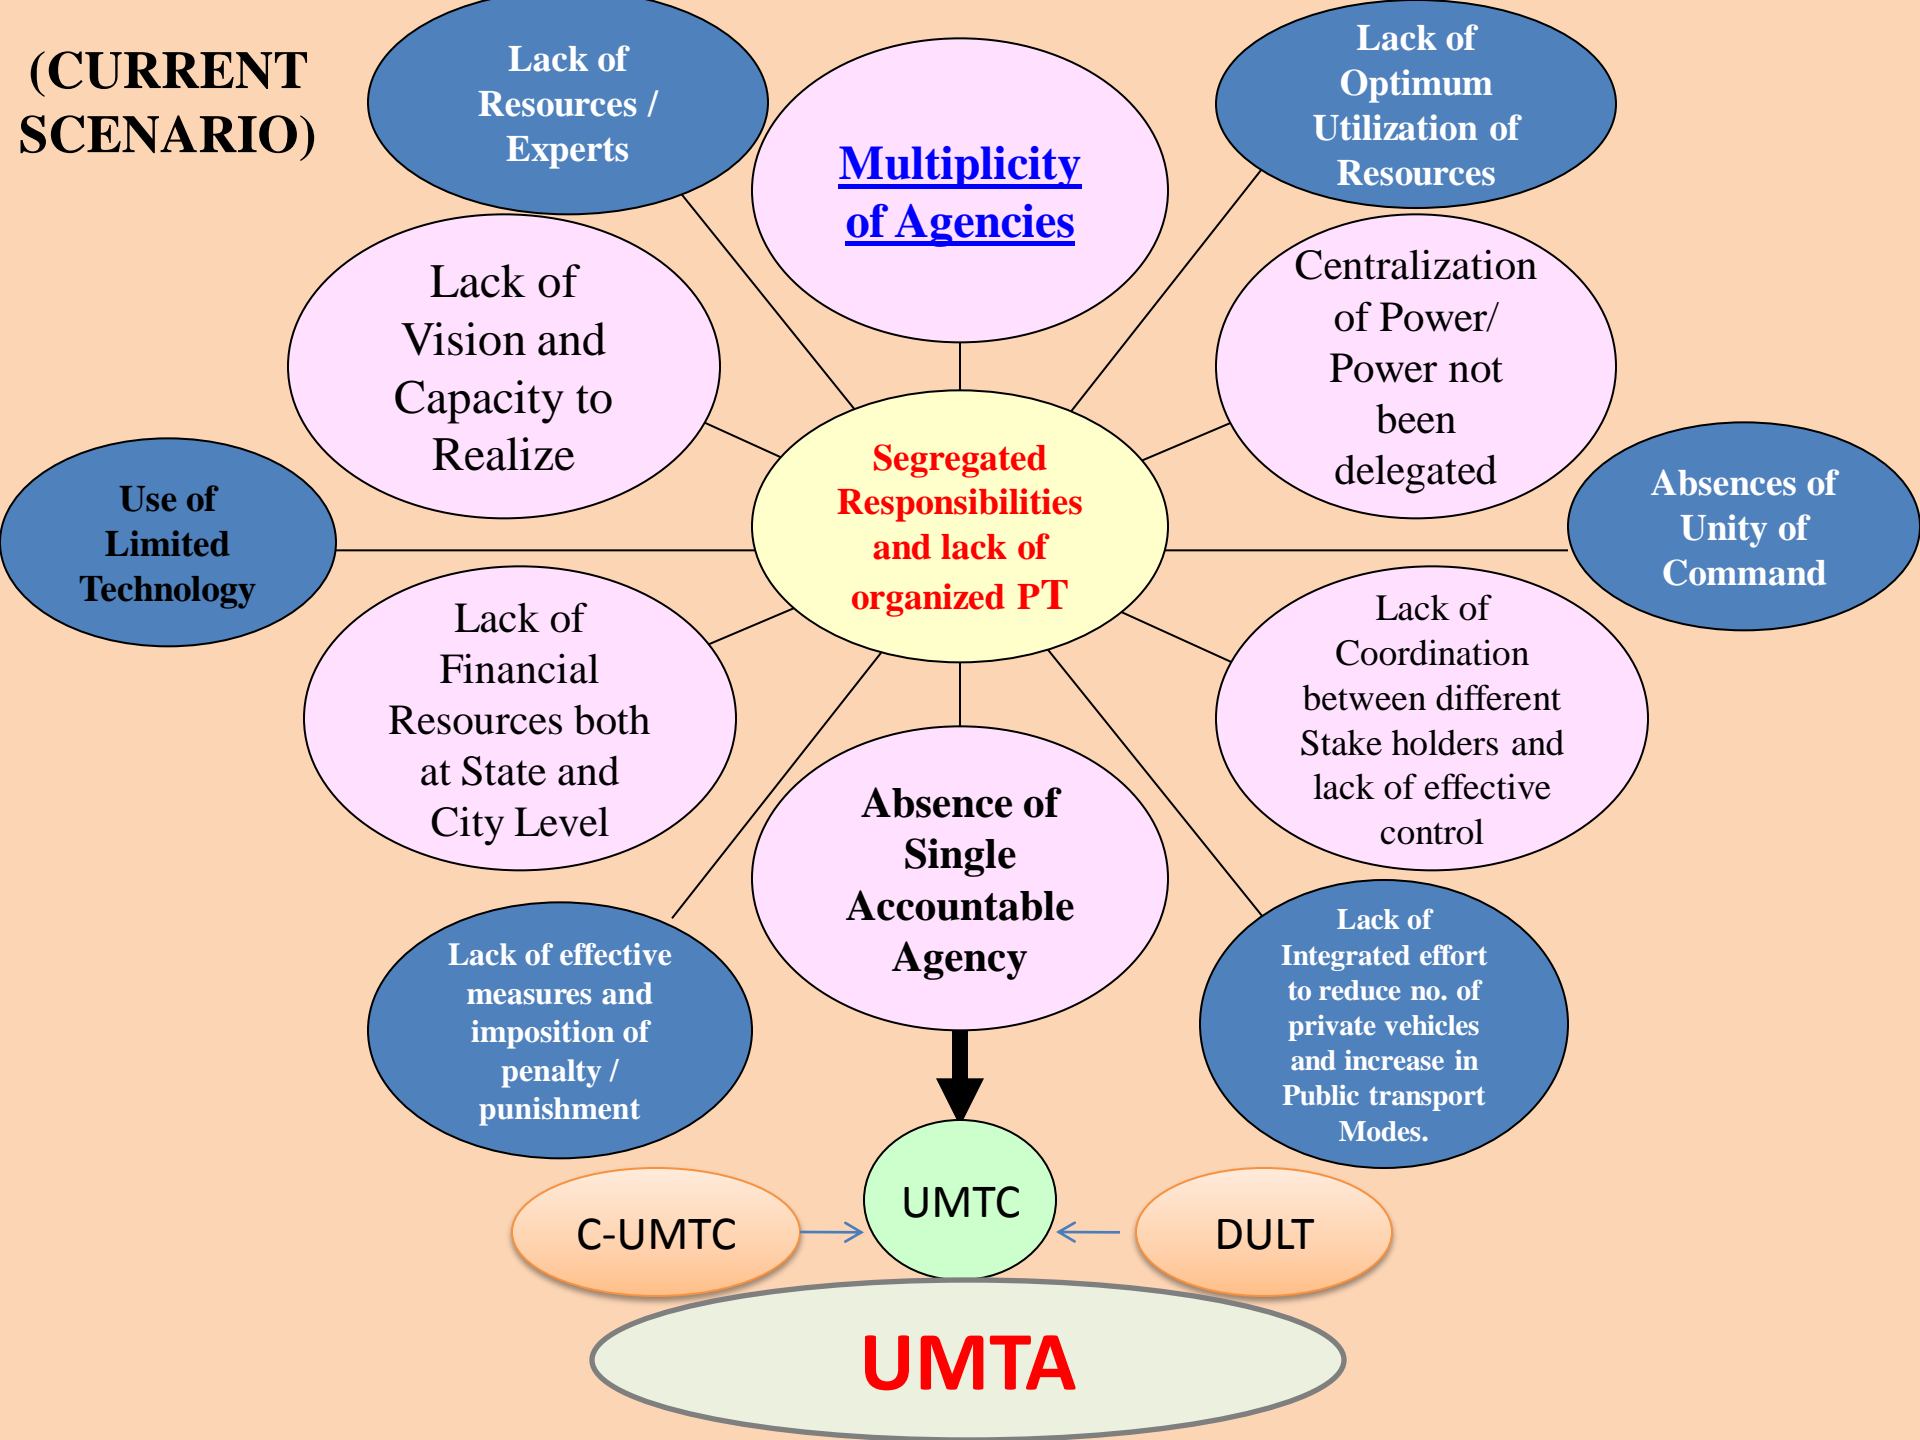 (CURRENT
SCENARIO)
Lack of
Resources /
Experts
Multiplicity
of Agencies
Lack of
Optimum
Utilization of
Resources
Lack of
Vision and
Capacity to
Realize
Centralization
of Power/
Power not
been
delegated
Use of
Limited
Technology
Segregated
Responsibilities
and lack of
organized PT
Absences of
Unity of
Command
Lack of
Financial
Resources both
at State and
City Level
Lack of
Coordination
between different
Stake holders and
lack of effective
control
Absence of
Single
Accountable
Agency
Lack of effective
measures and
imposition of
penalty /
punishment
Lack of
Integrated effort
to reduce no. of
private vehicles
and increase in
Public transport
Modes.
C-UMTC
UMTC
DULT
UMTA